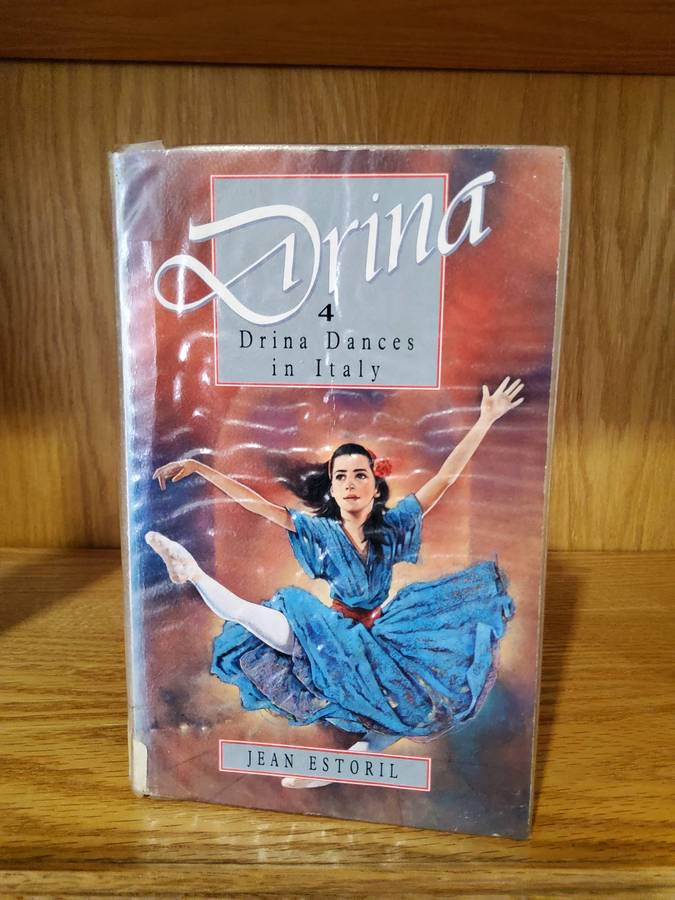 Drina
4
Drina Dances
in Italy
JEAN ESTORIL